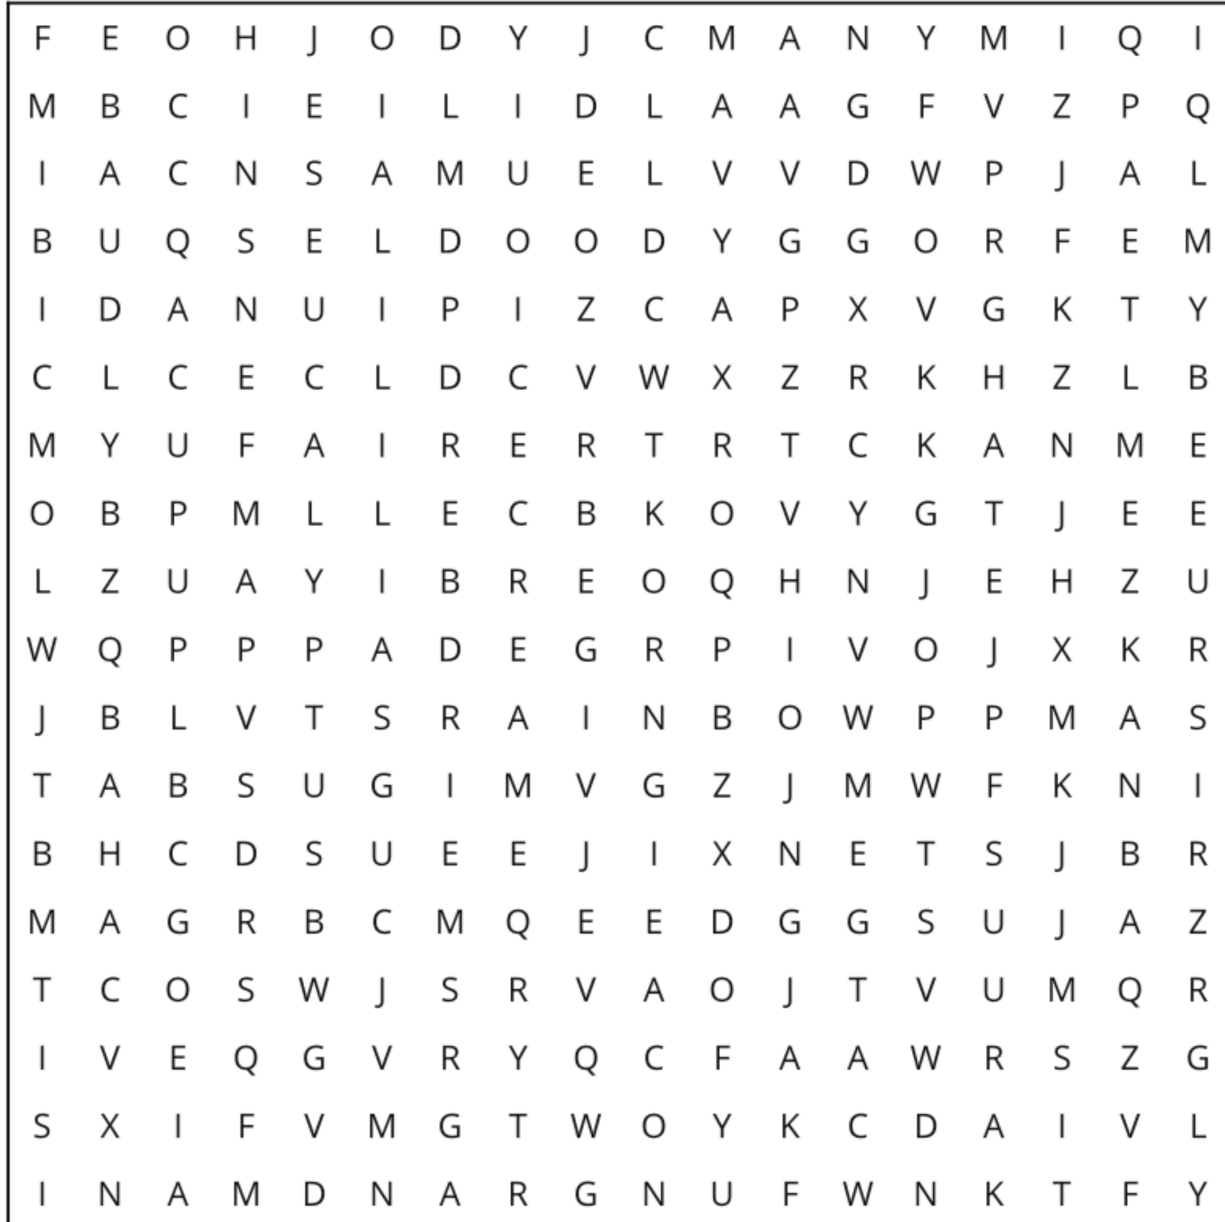 F E O H J O D Y J C M A N Y M I Q I
M B C I E I L I D L A A G F V Z P Q
I A C N S A M U E L V V D W P J A L
B U Q S E L D O O D Y G G O R F E M
I D A N U I P I Z C A P X V G K T Y
C L C E C L D C V W X Z R K H Z L B
M Y U F A I R E R T R T C K A N M E
O B P M L L E C B K O V Y G T J E E
L Z U A Y I B R E O Q H N J E H Z U
W Q P P P A D E G R P I V O J X K R
J B L V T S R A I N B O W P P M A S
T A B S U G I M V G Z J M W F K N I
B H C D S U E E J I X N E T S J B R
M A G R B C M Q E E D G G S U J A Z
T C O S W J S R V A O J T V U M Q R
I V E Q G V R Y Q C F A A W R S Z G
S X I F V M G T W O Y K C D A I V L
I N A M D N A R G N U F W N K T F Y